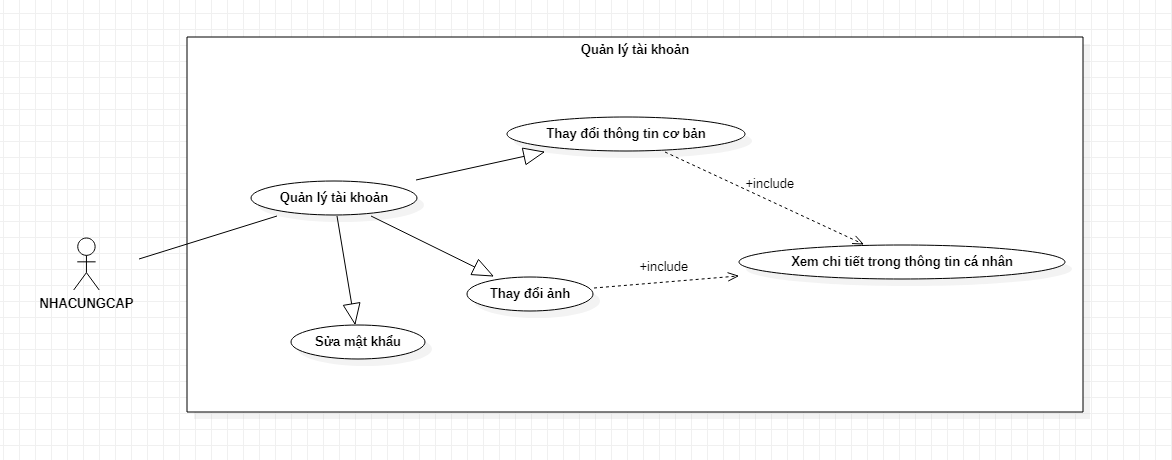 Quản lý tài khoản
Thay đổi thông tin cơ bản
+include
Quản lý tài khoản
Xem chi tiết trong thông tin cá nhân
+include
Thay đổi ảnh
NHACUNGCAP
Sửa mật khẩu